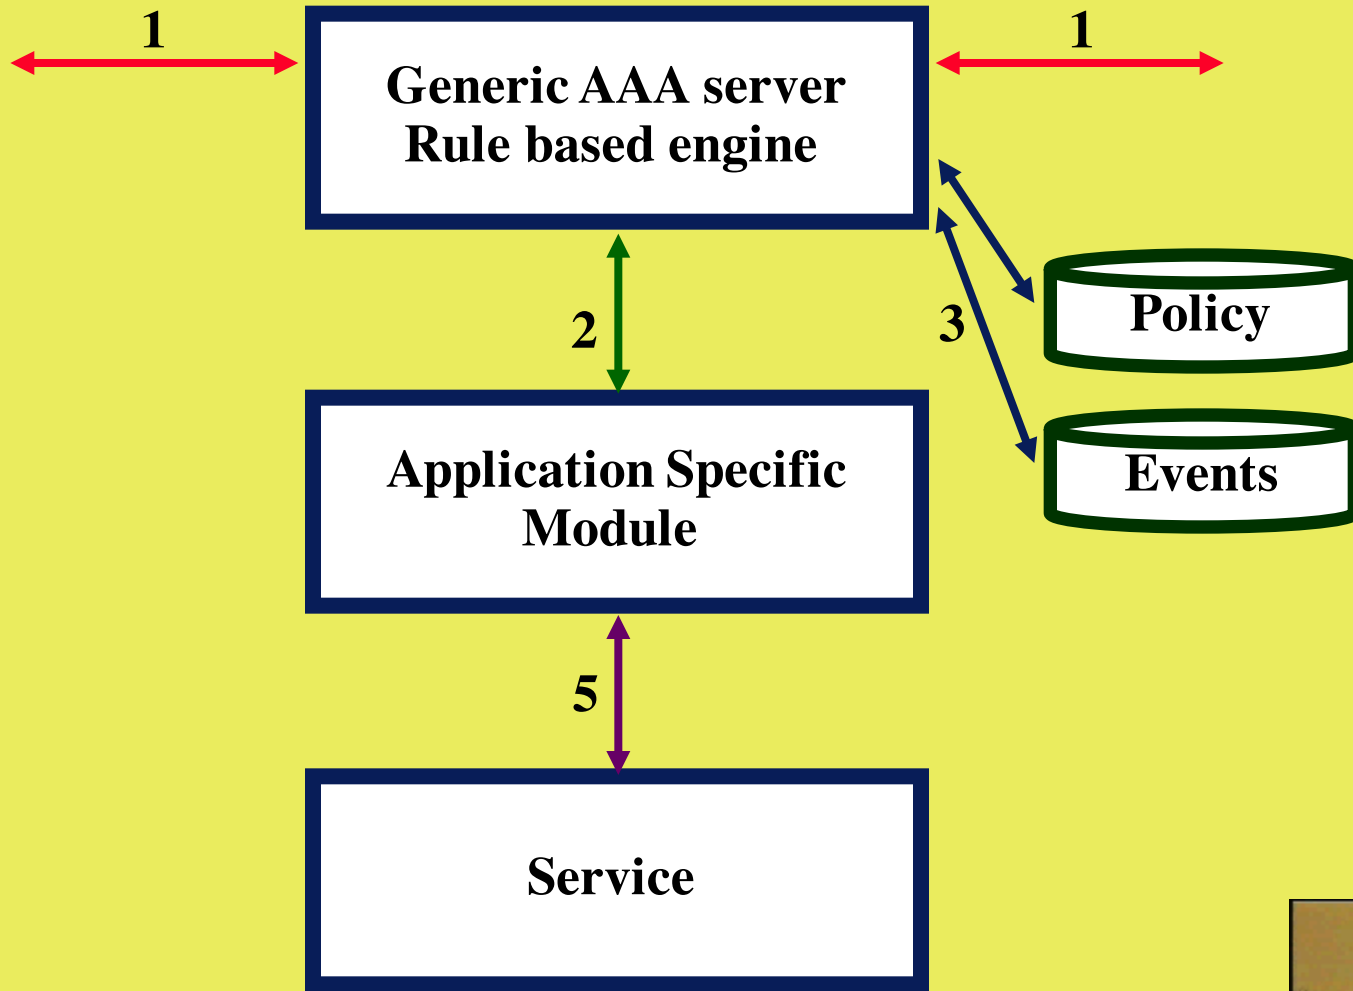 1
1
Generic AAA server
Rule based engine
2
3
Policy
Application Specific
Module
Events
5
Service